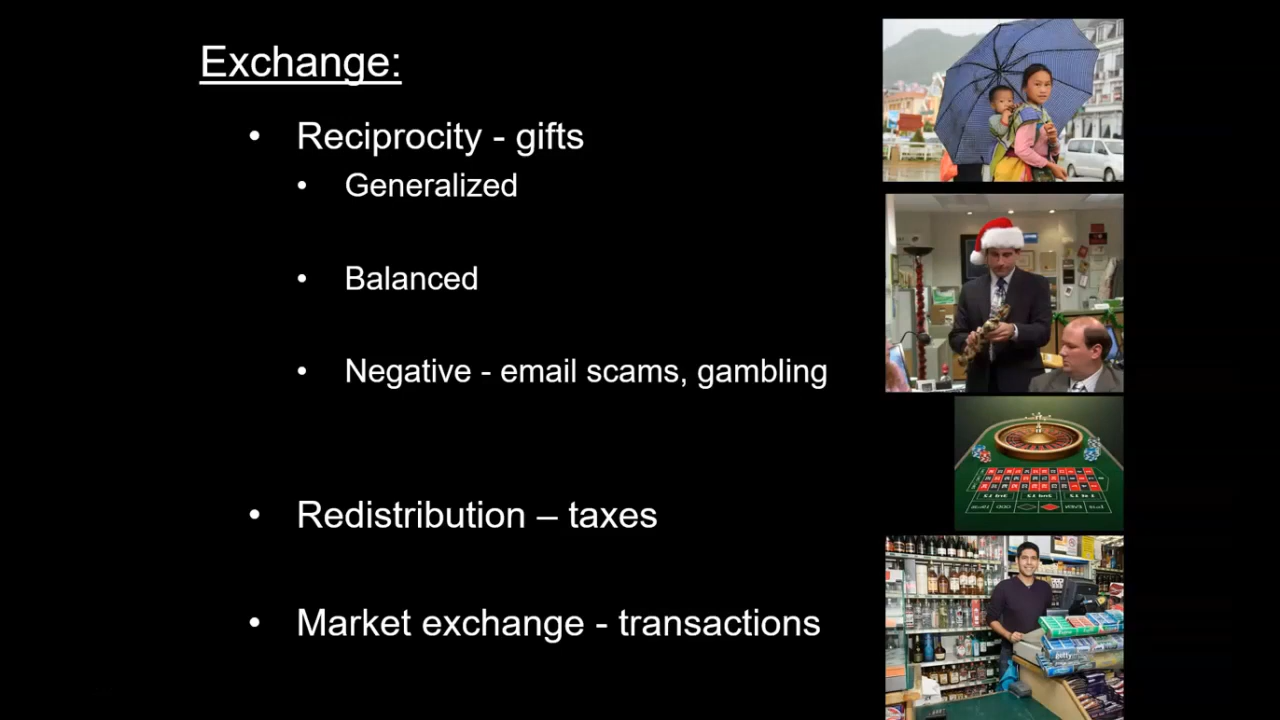 Exchange:
• Reciprocity - gifts
• Generalized
• Balanced
• Negative - email scams, gambling
• Redistribution – taxes
• Market exchange - transactions